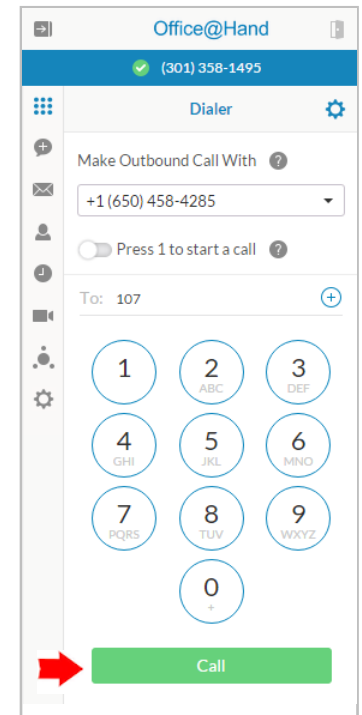 Office@Hand
(301) 358-1495
Dialer
Make Outbound Call With ?
+1 (650) 458-4285
Press 1 to start a call ?
To: 107
1
2
3
ABC
DEF
4
5
6
GHI
JKL
MNO
7
8
9
PQRS
TUV
WXYZ
0
+
Call